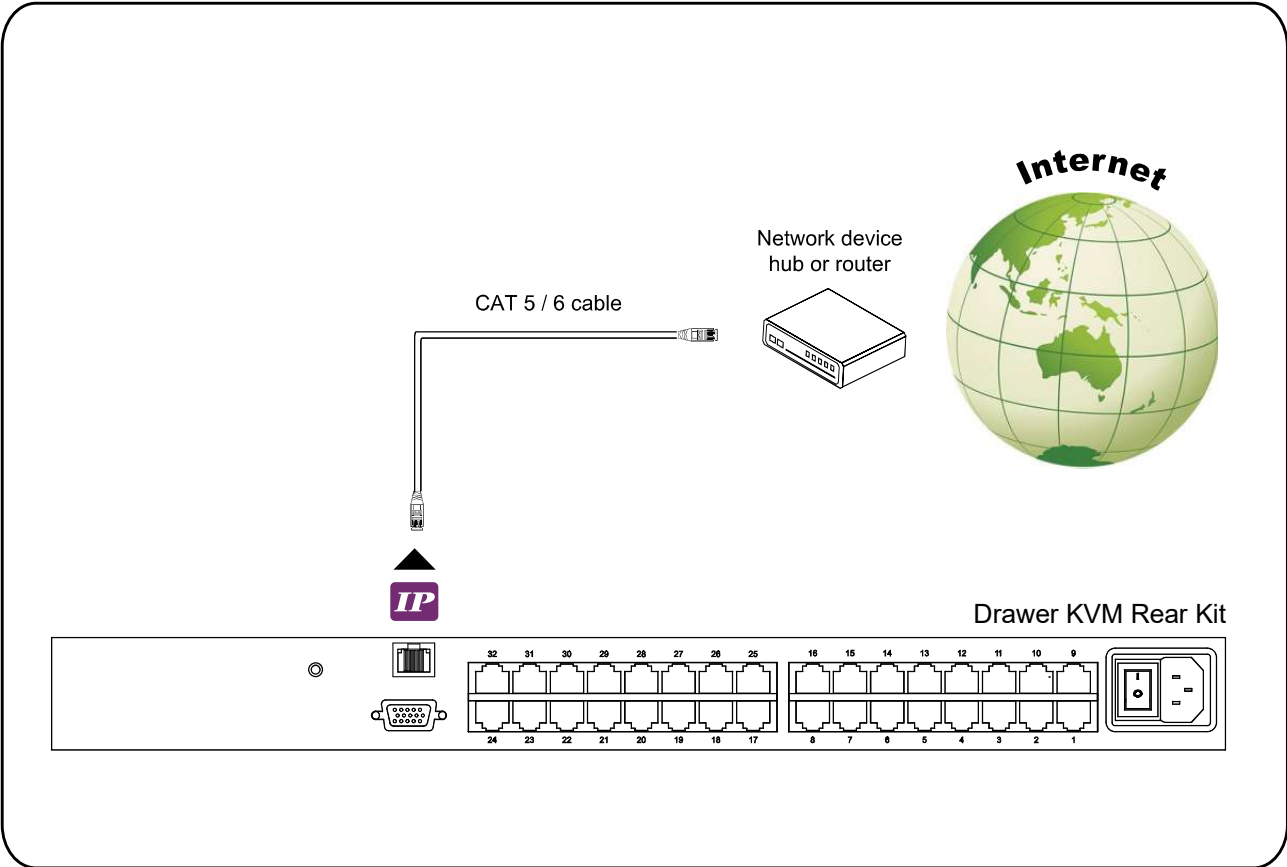 Internet
Network device
hub or router
CAT 5 / 6 cable
IP
Drawer KVM Rear Kit
32 31 30 29 28 27 26 25 16 15 14 13 12 11 10 9
24 23 22 21 20 19 18 17 8 7 6 5 4 3 2 1